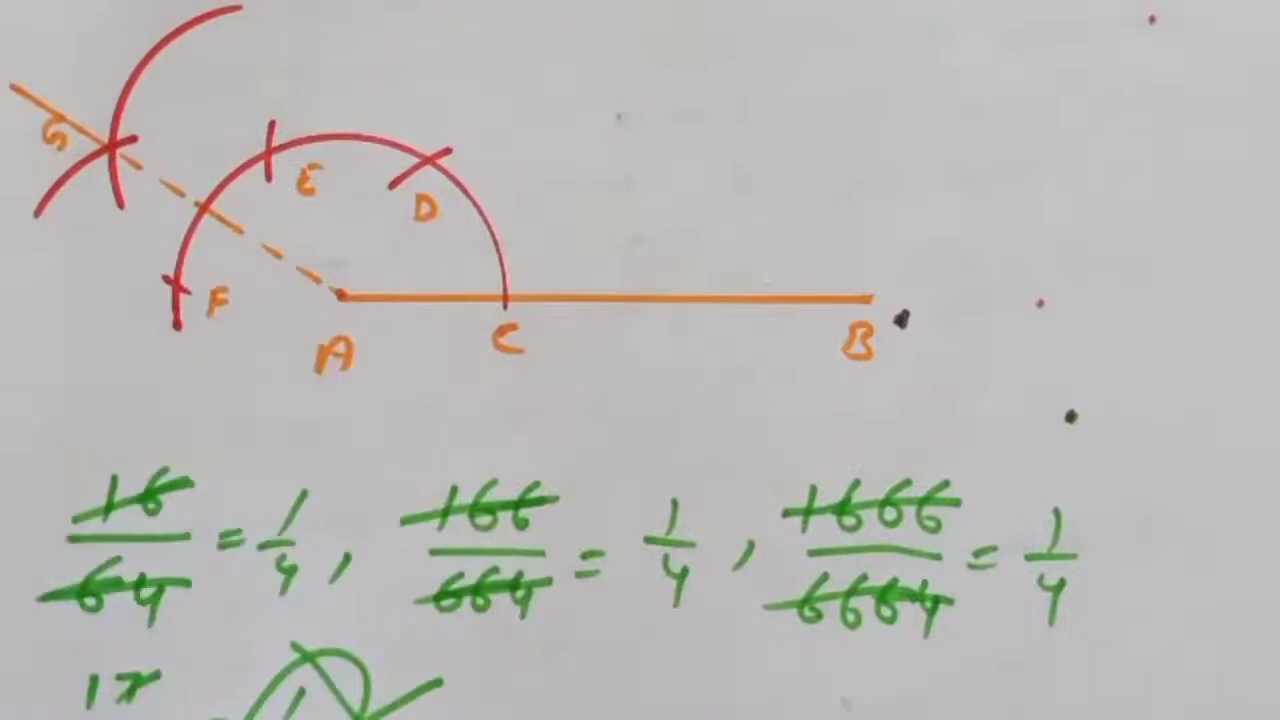 G
E
D
F
A C B
16/64 = 1/4, 166/664 = 1/4, 1666/6664 = 1/4